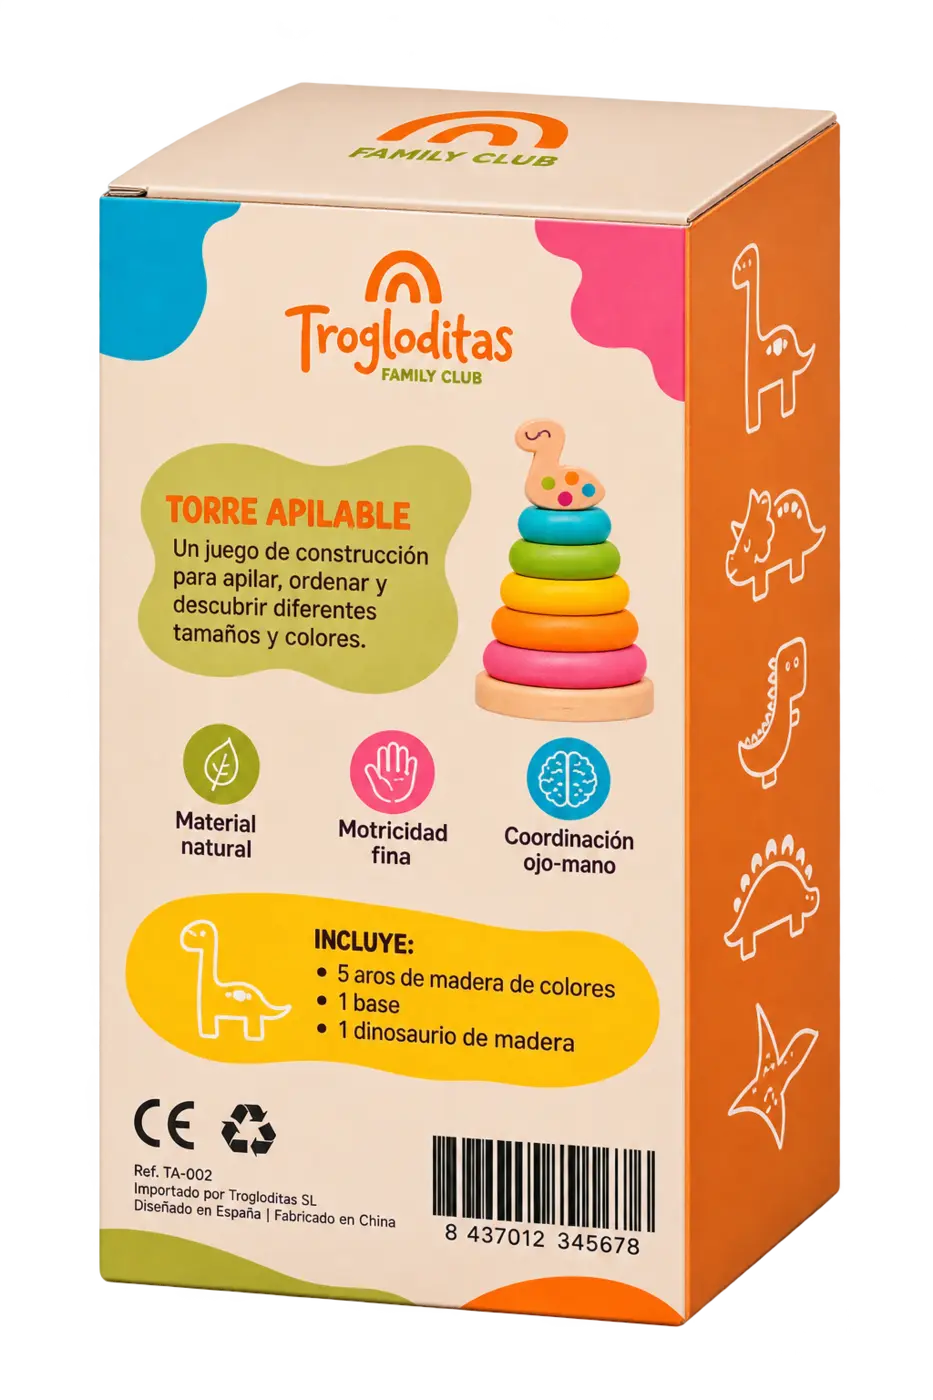 FAMILY CLUB
Trogloditas
FAMILY CLUB
TORRE APILABLE
Un juego de construcción
para apilar, ordenar y
descubrir diferentes
tamaños y colores.
Material
natural
Motricidad
fina
Coordinación
ojo-mano
INCLUYE:
• 5 aros de madera de colores
• 1 base
• 1 dinosaurio de madera
CE
Ref. TA-002
Importado por Trogloditas SL
Diseñado en España | Fabricado en China
8 437012 345678